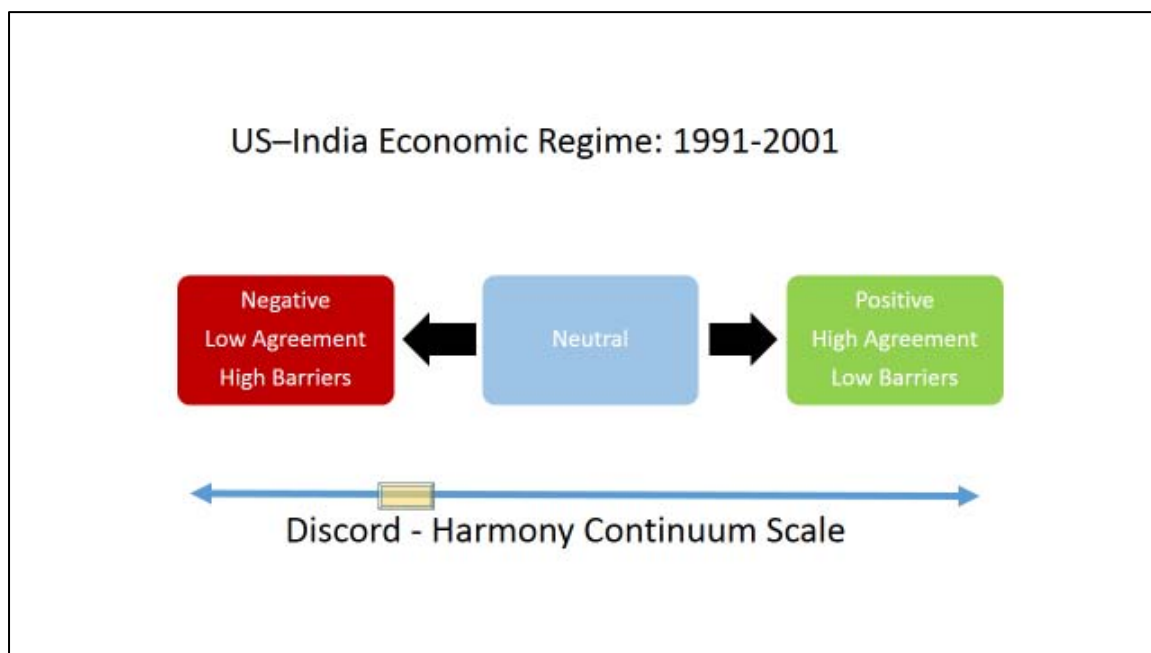 US–India Economic Regime: 1991-2001
Negative
Low Agreement
High Barriers
Neutral
Positive
High Agreement
Low Barriers
Discord - Harmony Continuum Scale